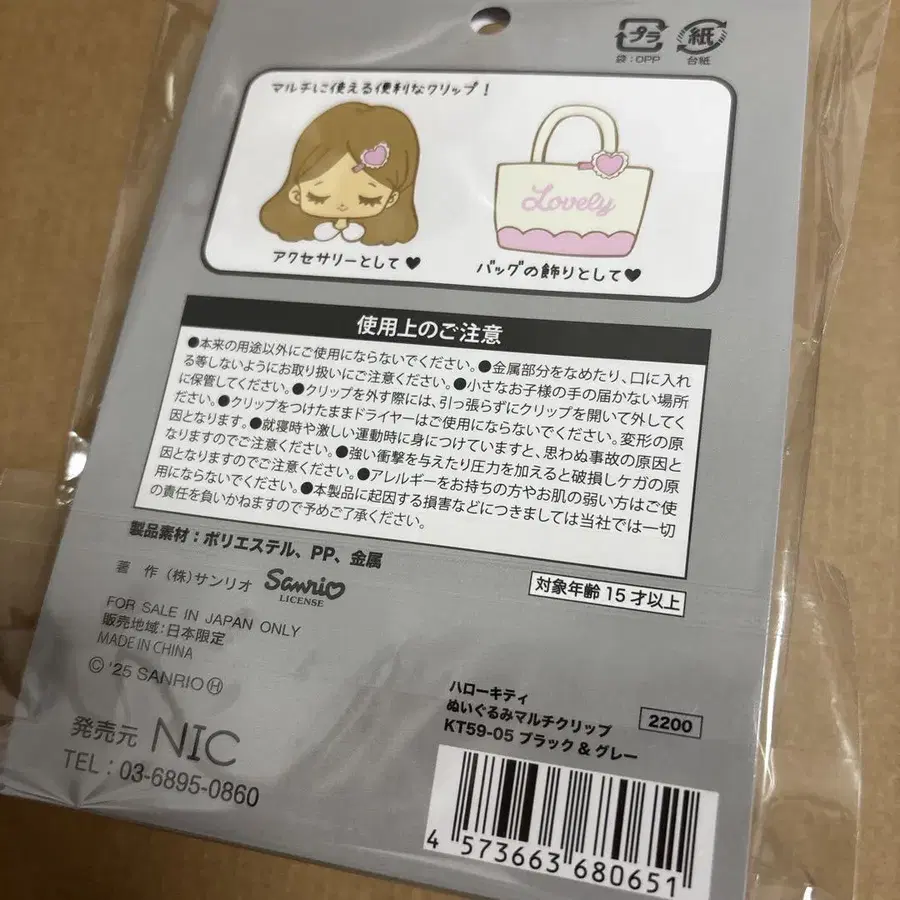 プラ
紙
袋:OPP
台紙
マルチに使える便利なクリップ!
Lovely
アクセサリーとして♥
バッグの飾りとして♥
使用上のご注意
●本来の用途以外にご使用にならないでください。●金属部分をなめたり、口に入れ
る等しないようにお取り扱いにご注意ください。●小さなお子様の手の届かない場所
に保管してください。●クリップを外す際には、引っ張らずにクリップを開いて外してく
ださい。●クリップをつけたままドライヤーはご使用にならないでください。変形の原
因となります。●就寝時や激しい運動時に身につけていますと、思わぬ事故の原因と
なりますのでご注意ください。●強い衝撃を与えたり圧力を加えると破損しケガの原
因となりますのでご注意ください。●アレルギーをお持ちの方やお肌の弱い方はご使
用にならないでください。●本製品に起因する損害などにつきましては当社では一切
の責任を負いかねますので予めご了承ください。
製品素材:ポリエステル、PP、金属
著 作 (株)サンリオ Sanrio LICENSE
対象年齢 15才以上
FOR SALE IN JAPAN ONLY
販売地域:日本限定
MADE IN CHINA
© '25 SANRIO Ⓗ
発売元 NIC
TEL:03-6895-0860
ハローキティ
ぬいぐるみマルチクリップ
KT59-05 ブラック&グレー
2200
4 573663 680651